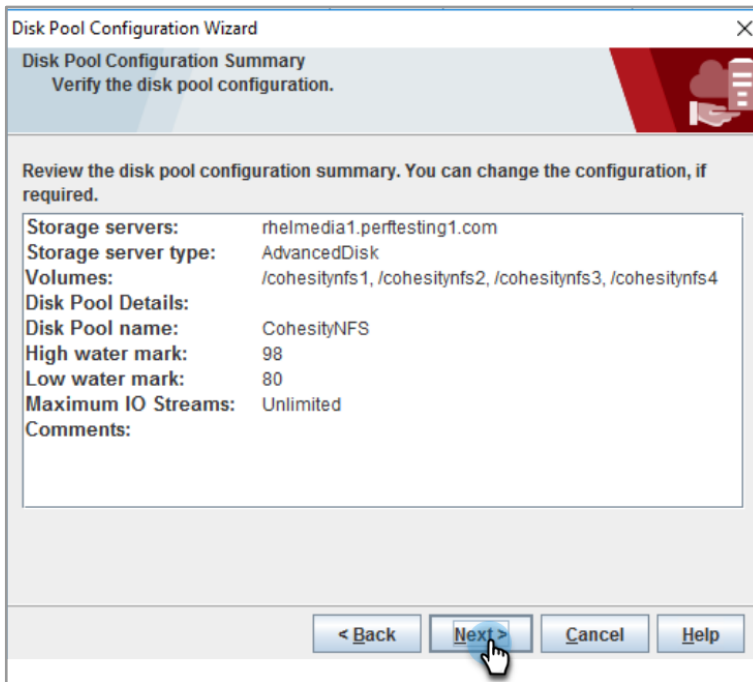 Disk Pool Configuration Wizard
Disk Pool Configuration Summary
Verify the disk pool configuration.
Review the disk pool configuration summary. You can change the configuration, if
required.
Storage servers: rhelmedia1.perftesting1.com
Storage server type: AdvancedDisk
Volumes: /cohesitynfs1, /cohesitynfs2, /cohesitynfs3, /cohesitynfs4
Disk Pool Details:
Disk Pool name: CohesityNFS
High water mark: 98
Low water mark: 80
Maximum IO Streams: Unlimited
Comments:
< Back Next > Cancel Help